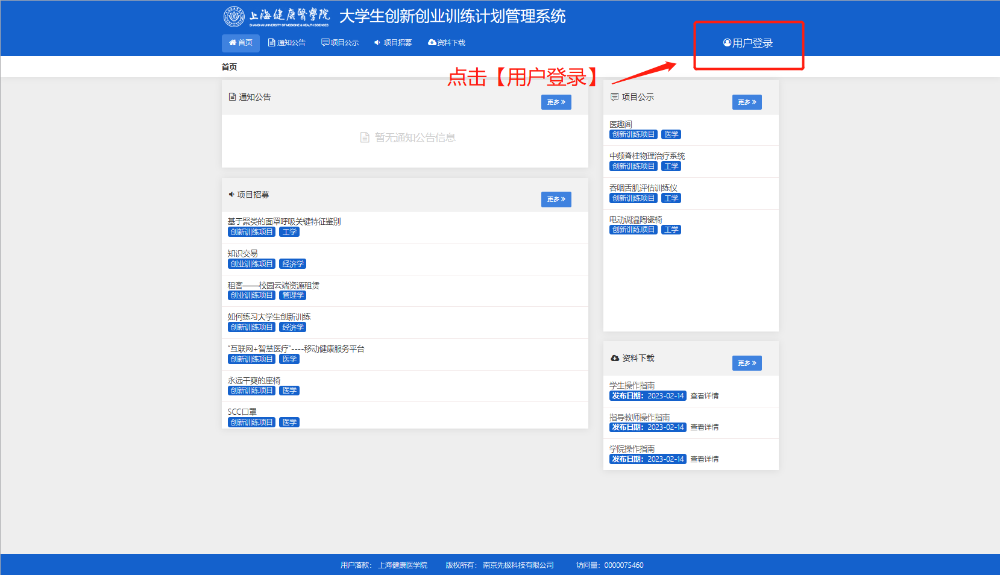 上海健康醫學院
SHANGHAI UNIVERSITY OF MEDICINE & HEALTH SCIENCES
大学生创新创业训练计划管理系统
首页 通知公告 项目公示 项目招募 资料下载
用户登录
首页
点击【用户登录】
通知公告
更多 »
暂无通知公告信息
项目招募
更多 »
基于聚类的面罩呼吸关键特征鉴别
创新训练项目 工学
知识交易
创业训练项目 经济学
租客——校园云端资源租赁
创业训练项目 管理学
如何练习大学生创新训练
创新训练项目 经济学
“互联网+智慧医疗”----移动健康服务平台
创新训练项目 医学
永远干爽的座椅
创新训练项目 医学
SCC口罩
创新训练项目 医学
项目公示
更多 »
医趣阁
创新训练项目 医学
中频脊柱物理治疗系统
创新训练项目 工学
吞咽舌肌评估训练仪
创新训练项目 工学
电动调温陶瓷椅
创新训练项目 工学
资料下载
更多 »
学生操作指南
发布日期：2023-02-14 查看详情
指导教师操作指南
发布日期：2023-02-14 查看详情
学院操作指南
发布日期：2023-02-14 查看详情
用户落款： 上海健康医学院 版权所有： 南京先极科技有限公司 访问量：0000075460